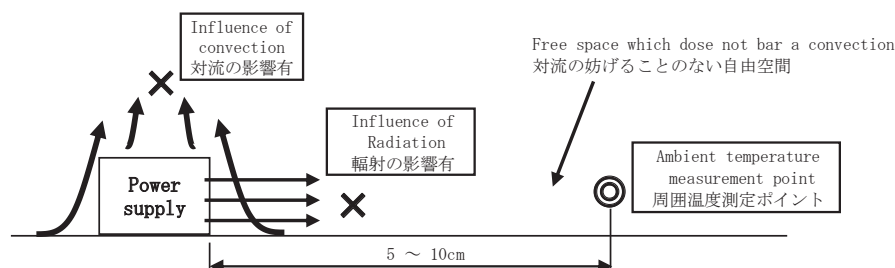 Influence of
convection
対流の影響有
Free space which dose not bar a convection
対流の妨げることのない自由空間
Influence of
Radiation
輻射の影響有
Power
supply
Ambient temperature
measurement point
周囲温度測定ポイント
5 ～ 10cm